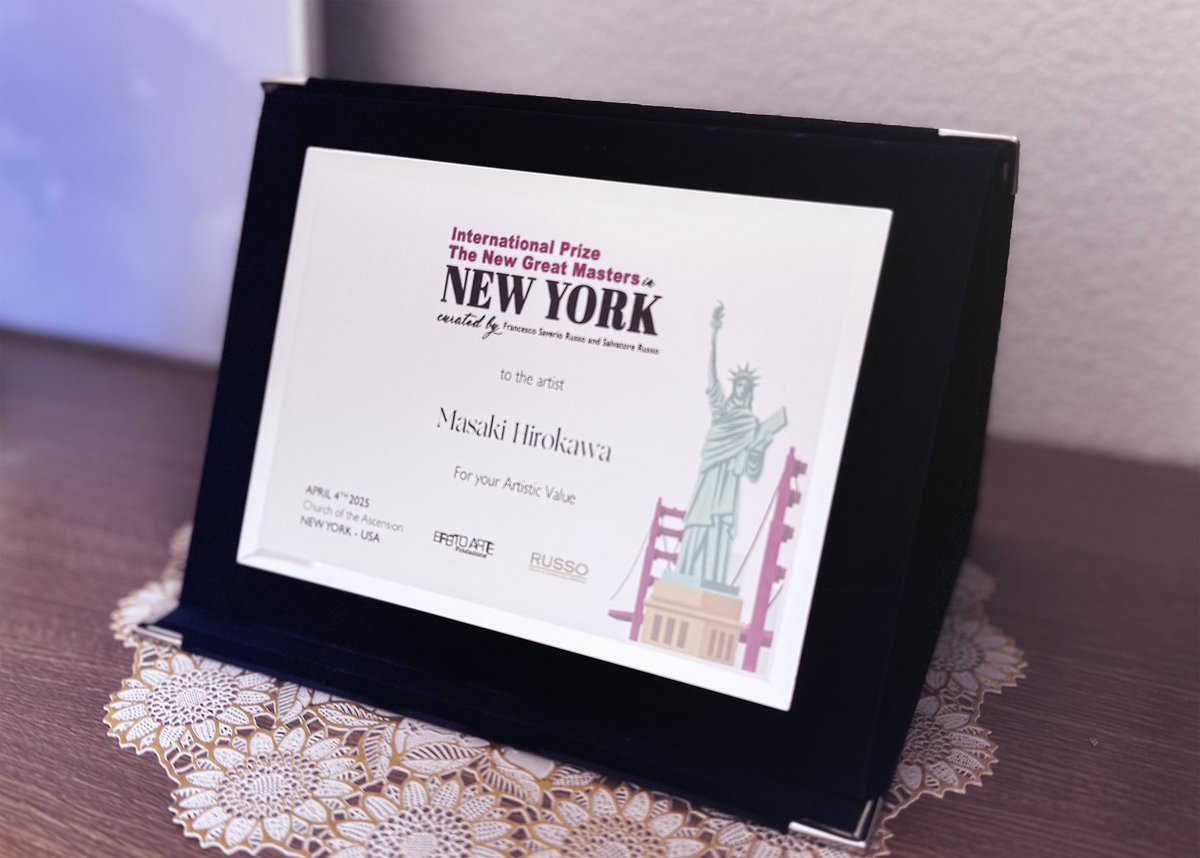 International Prize
The New Great Masters in
NEW YORK
curated by Francesco Saverio Russo and Salvatore Russo
to the artist
Masaki Hirokawa
For your Artistic Value
APRIL 4TH 2025
Church of the Ascension
NEW YORK - USA
EFFETTO ARTE
Fondazione
RUSSO